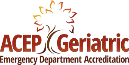 ACEP Geriatric
Emergency Department Accreditation